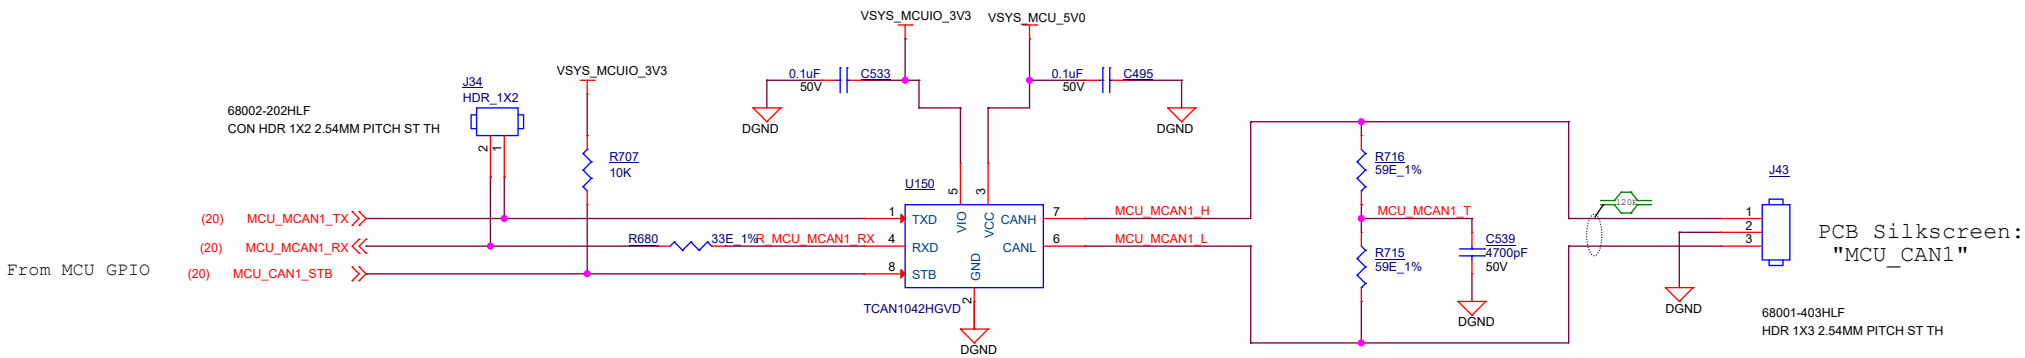 VSYS_MCUIO_3V3
VSYS_MCU_5V0
VSYS_MCUIO_3V3
J34
HDR_1X2
68002-202HLF
CON HDR 1X2 2.54MM PITCH ST TH
2
1
0.1uF
50V
C533
DGND
0.1uF
50V
C495
DGND
R707
10K
U150
5
3
VIO
VCC
(20) MCU_MCAN1_TX
1
TXD
CANH
7
MCU_MCAN1_H
(20) MCU_MCAN1_RX
R680
33E_1%
R_MCU_MCAN1_RX
4
RXD
CANL
6
MCU_MCAN1_L
From MCU GPIO
(20) MCU_CAN1_STB
8
STB
GND
2
TCAN1042HGVD
DGND
R716
59E_1%
MCU_MCAN1_T
R715
59E_1%
C539
4700pF
50V
DGND
120E
J43
1
2
3
DGND
PCB Silkscreen:
"MCU_CAN1"
68001-403HLF
HDR 1X3 2.54MM PITCH ST TH